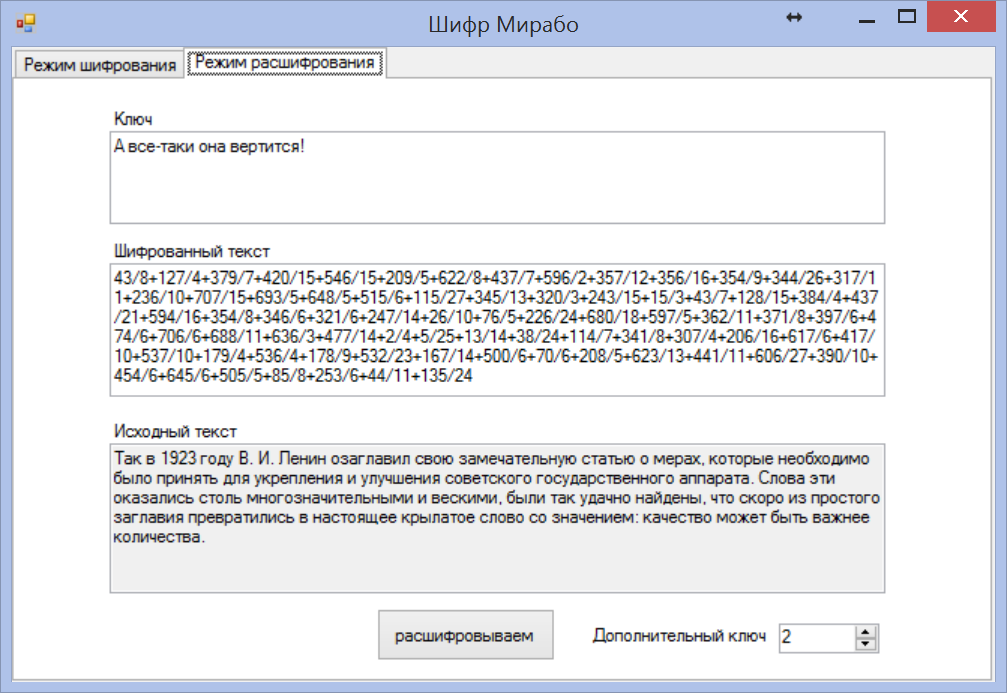 Шифр Мирабо
Режим шифрования Режим расшифрования
Ключ
А все-таки она вертится!
Шифрованный текст
43/8+127/4+379/7+420/15+546/15+209/5+622/8+437/7+596/2+357/12+356/16+354/9+344/26+317/1
1+236/10+707/15+693/5+648/5+515/6+115/27+345/13+320/3+243/15+15/3+43/7+128/15+384/4+437
/21+594/16+354/8+346/6+321/6+247/14+26/10+76/5+226/24+680/18+597/5+362/11+371/8+397/6+4
74/6+706/6+688/11+636/3+477/14+2/4+5/25+13/14+38/24+114/7+341/8+307/4+206/16+617/6+417/
10+537/10+179/4+536/4+178/9+532/23+167/14+500/6+70/6+208/5+623/13+441/11+606/27+390/10+
454/6+645/6+505/5+85/8+253/6+44/11+135/24
Исходный текст
Так в 1923 году В. И. Ленин озаглавил свою замечательную статью о мерах, которые необходимо
было принять для укрепления и улучшения советского государственного аппарата. Слова эти
оказались столь многозначительными и вескими, были так удачно найдены, что скоро из простого
заглавия превратились в настоящее крылатое слово со значением: качество может быть важнее
количества.
расшифровываем Дополнительный ключ 2